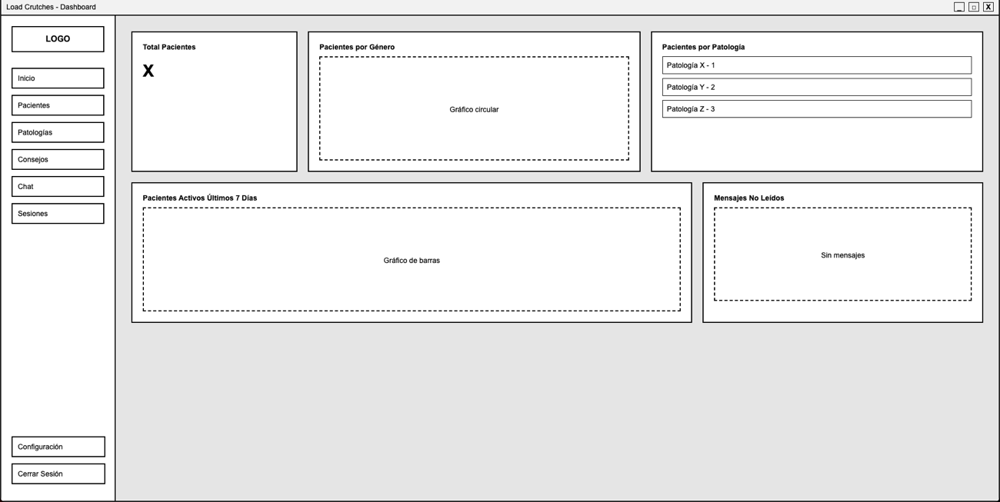 Load Crutches - Dashboard
_ □ X
LOGO
Inicio
Pacientes
Patologías
Consejos
Chat
Sesiones
Configuración
Cerrar Sesión
Total Pacientes
X
Pacientes por Género
Gráfico circular
Pacientes por Patología
Patología X - 1
Patología Y - 2
Patología Z - 3
Pacientes Activos Últimos 7 Días
Gráfico de barras
Mensajes No Leídos
Sin mensajes